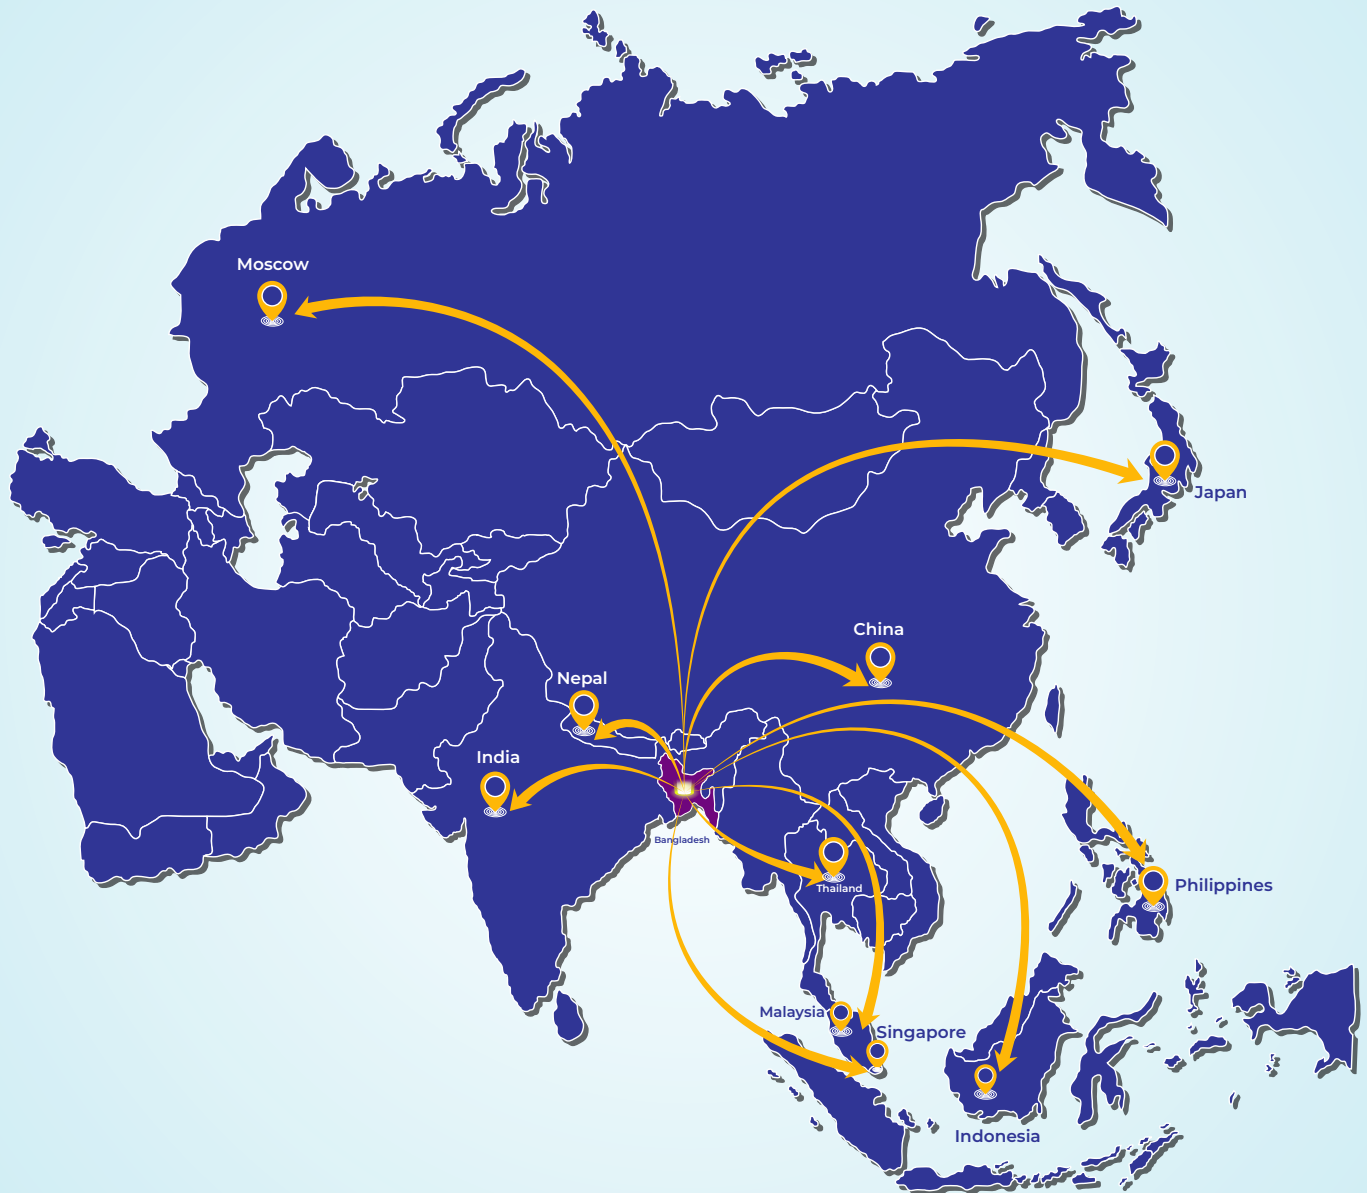 Moscow
Japan
China
Nepal
India
Bangladesh
Thailand
Philippines
Malaysia
Singapore
Indonesia